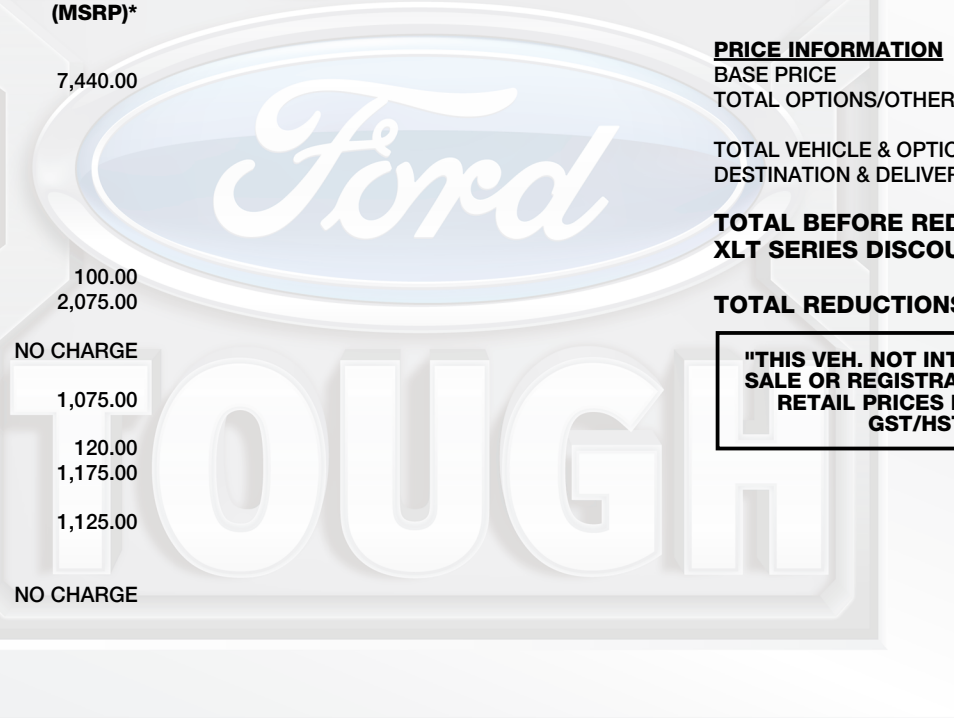 (MSRP)*
7,440.00
100.00
2,075.00
NO CHARGE
1,075.00
120.00
1,175.00
1,125.00
NO CHARGE
Ford
TOUGH
PRICE INFORMATION
BASE PRICE
TOTAL OPTIONS/OTHER
TOTAL VEHICLE & OPTIO
DESTINATION & DELIVER
TOTAL BEFORE RED
XLT SERIES DISCOU
TOTAL REDUCTIONS
"THIS VEH. NOT INT
SALE OR REGISTRA
RETAIL PRICES
GST/HST